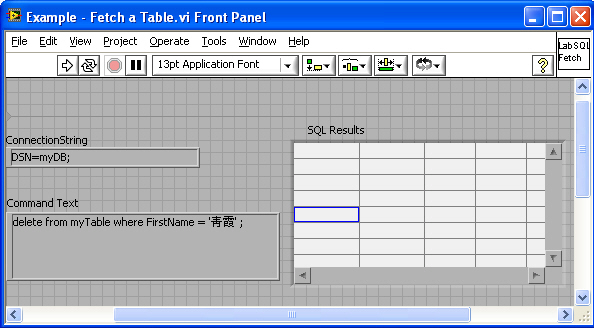 Example - Fetch a Table.vi Front Panel
File Edit View Project Operate Tools Window Help
13pt Application Font
?
Lab SQL
Fetch
SQL Results
ConnectionString
DSN=myDB;
Command Text
delete from myTable where FirstName = '青霞' ;